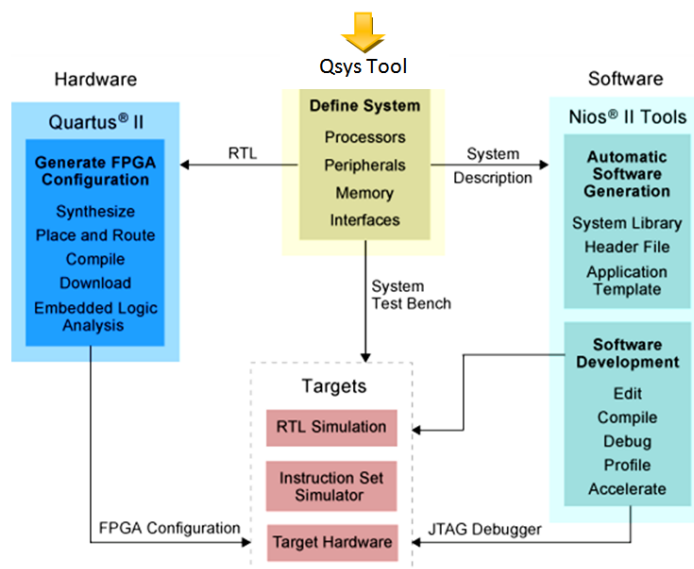 Qsys Tool
Hardware
Software
Quartus® II
Generate FPGA
Configuration
Synthesize
Place and Route
Compile
Download
Embedded Logic
Analysis
RTL
Define System
Processors
Peripherals
Memory
Interfaces
System
Description
Nios® II Tools
Automatic
Software
Generation
System Library
Header File
Application
Template
System
Test Bench
Software
Development
Edit
Compile
Debug
Profile
Accelerate
Targets
RTL Simulation
Instruction Set
Simulator
Target Hardware
FPGA Configuration
JTAG Debugger